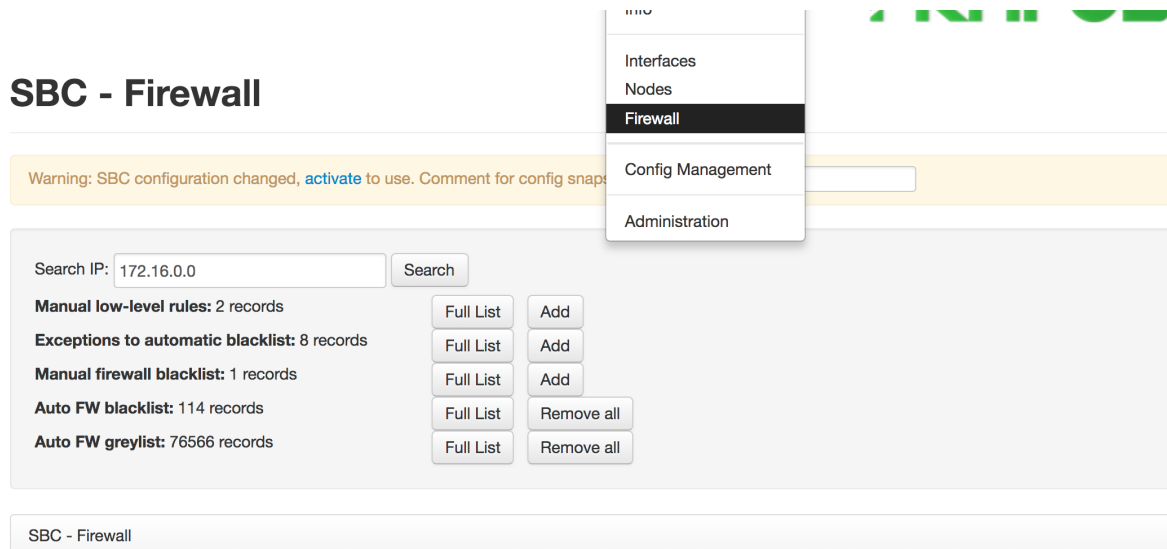 Info
Interfaces
Nodes
Firewall
Config Management
Administration
SBC - Firewall
Warning: SBC configuration changed, activate to use. Comment for config snaps
Search IP: 172.16.0.0 Search
Manual low-level rules: 2 records Full List Add
Exceptions to automatic blacklist: 8 records Full List Add
Manual firewall blacklist: 1 records Full List Add
Auto FW blacklist: 114 records Full List Remove all
Auto FW greylist: 76566 records Full List Remove all
SBC - Firewall